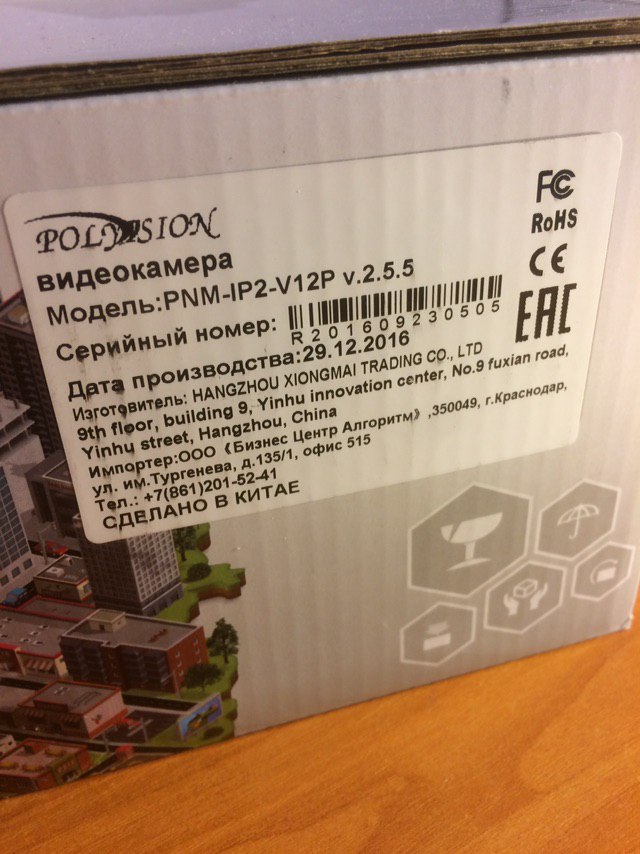 POLYVISION
видеокамера
Модель:PNM-IP2-V12P v.2.5.5
Серийный номер:
R201609230505
Дата производства:29.12.2016
Изготовитель: HANGZHOU XIONGMAI TRADING CO., LTD
9th floor, building 9, Yinhu innovation center, No.9 fuxian road,
Yinhu street, Hangzhou, China
Импортер:ООО《Бизнес Центр Алгоритм》,350049, г.Краснодар,
ул. им.Тургенева, д.135/1, офис 515
Тел.: +7(861)201-52-41
СДЕЛАНО В КИТАЕ
FC
RoHS
CE
EAC